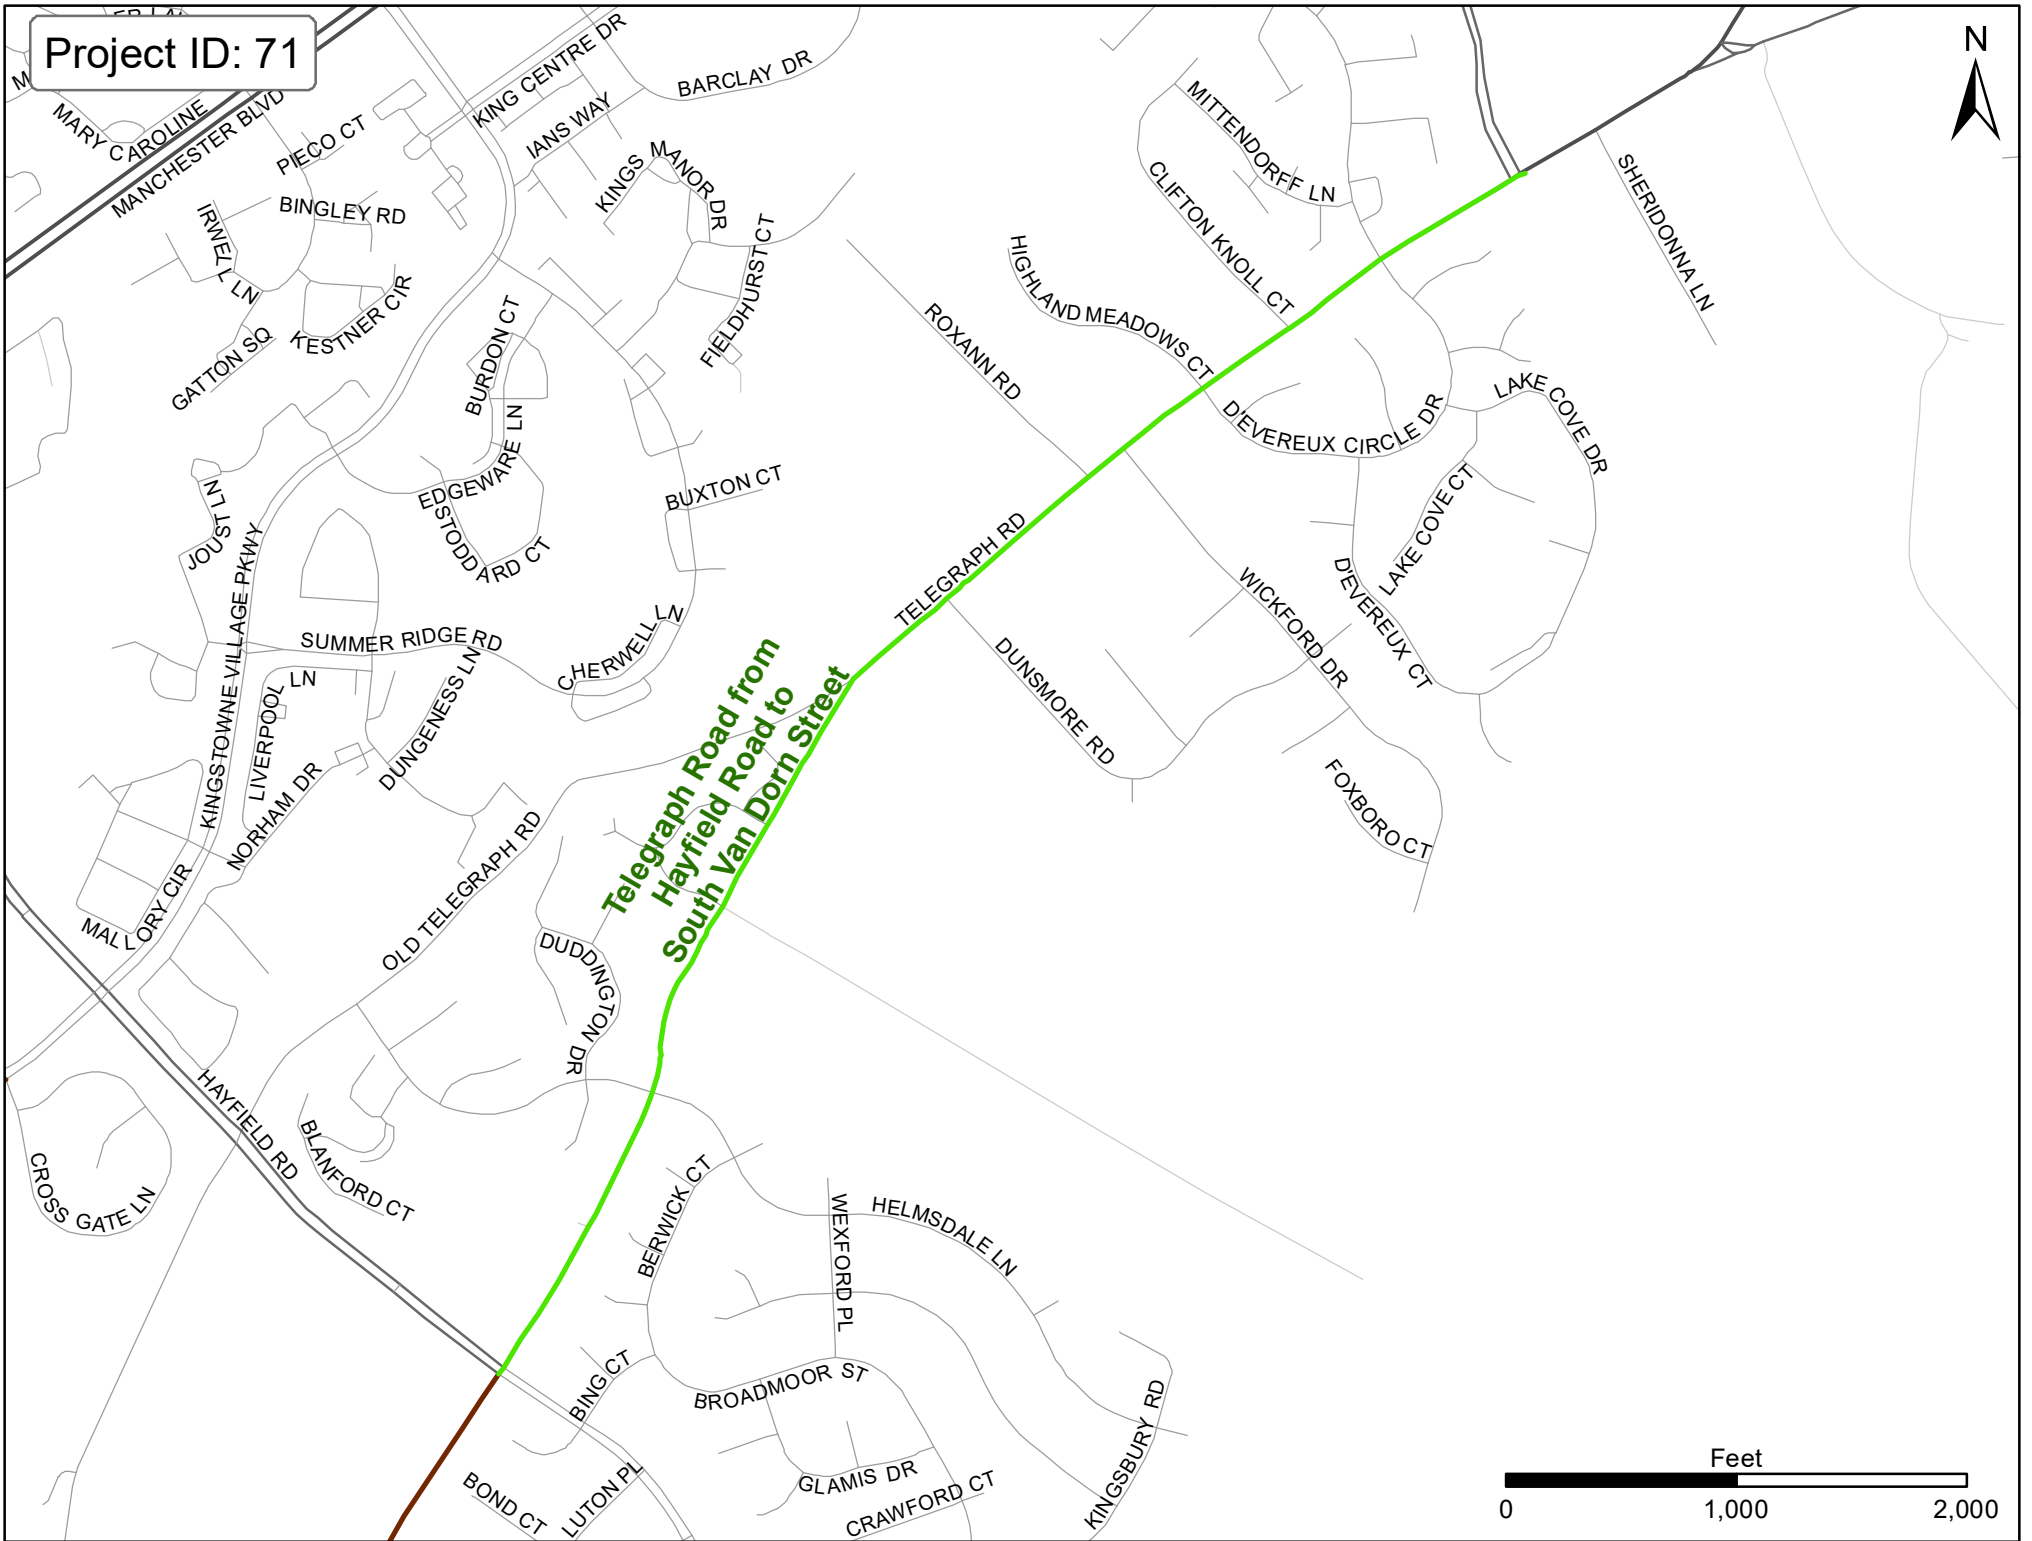 Project ID: 71
N
MARY CAROLINE
MANCHESTER BLVD
PIECO CT
KING CENTRE DR
IANS WAY
BARCLAY DR
KINGS MANOR DR
BINGLEY RD
IRWELL LN
KESTNER CIR
GATTON SQ
BURDON CT
FIELDHURST CT
EDGEWARE LN
STODDARD CT
BUXTON CT
JOUST LN
KINGSTOWNE VILLAGE PKWY
SUMMER RIDGE RD
CHERWELL LN
LIVERPOOL LN
DUNGENESS LN
NORHAM DR
MALLORY CIR
OLD TELEGRAPH RD
DUDDINGTON DR
HAYFIELD RD
BLANFORD CT
CROSS GATE LN
MITTENDORFF LN
CLIFTON KNOLL CT
HIGHLAND MEADOWS CT
ROXANN RD
SHERIDONNA LN
D'EVEREUX CIRCLE DR
LAKE COVE DR
LAKE COVE CT
D'EVEREUX CT
TELEGRAPH RD
WICKFORD DR
DUNSMORE RD
FOXBORO CT
Telegraph Road from
Hayfield Road to
South Van Dorn Street
BERWICK CT
WEXFORD PL
HELMSDALE LN
BING CT
BROADMOOR ST
KINGSBURY RD
GLAMIS DR
CRAWFORD CT
BOND CT
LUTON PL
Feet
0 1,000 2,000